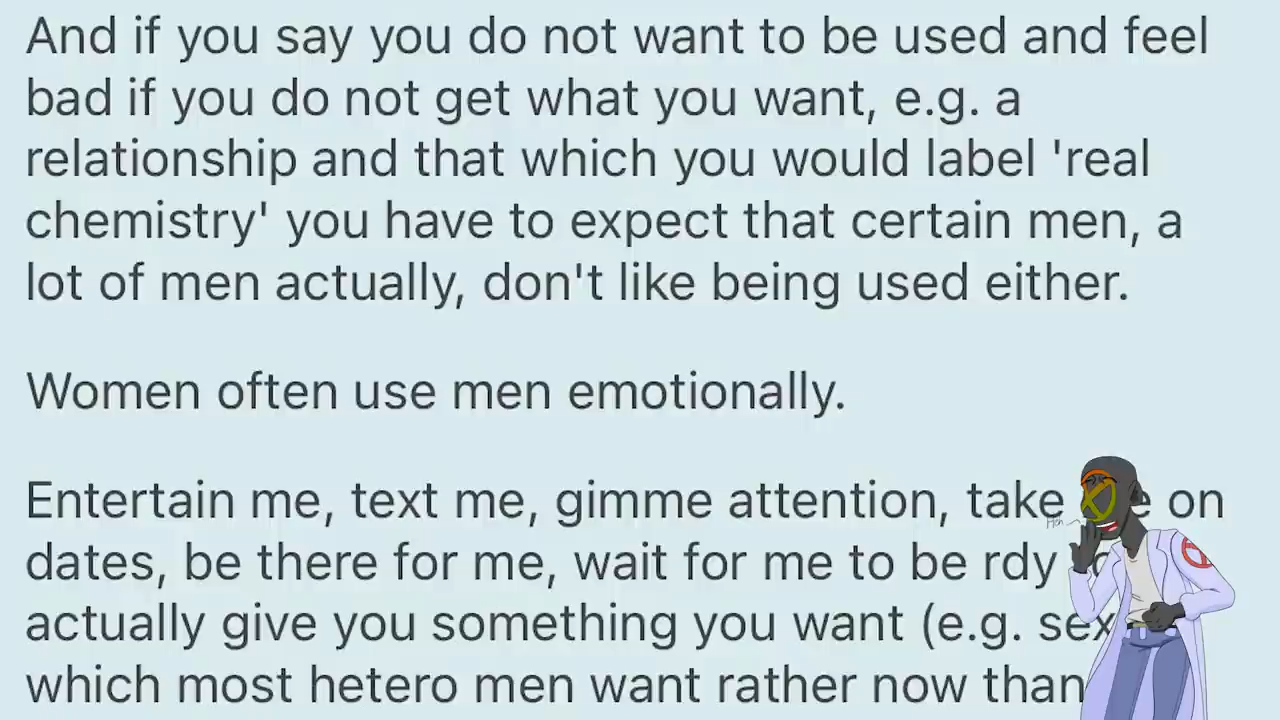 And if you say you do not want to be used and feel
bad if you do not get what you want, e.g. a
relationship and that which you would label 'real
chemistry' you have to expect that certain men, a
lot of men actually, don't like being used either.
Women often use men emotionally.
Entertain me, text me, gimme attention, take on
dates, be there for me, wait for me to be rdy
actually give you something you want (e.g. sex
which most hetero men want rather now than